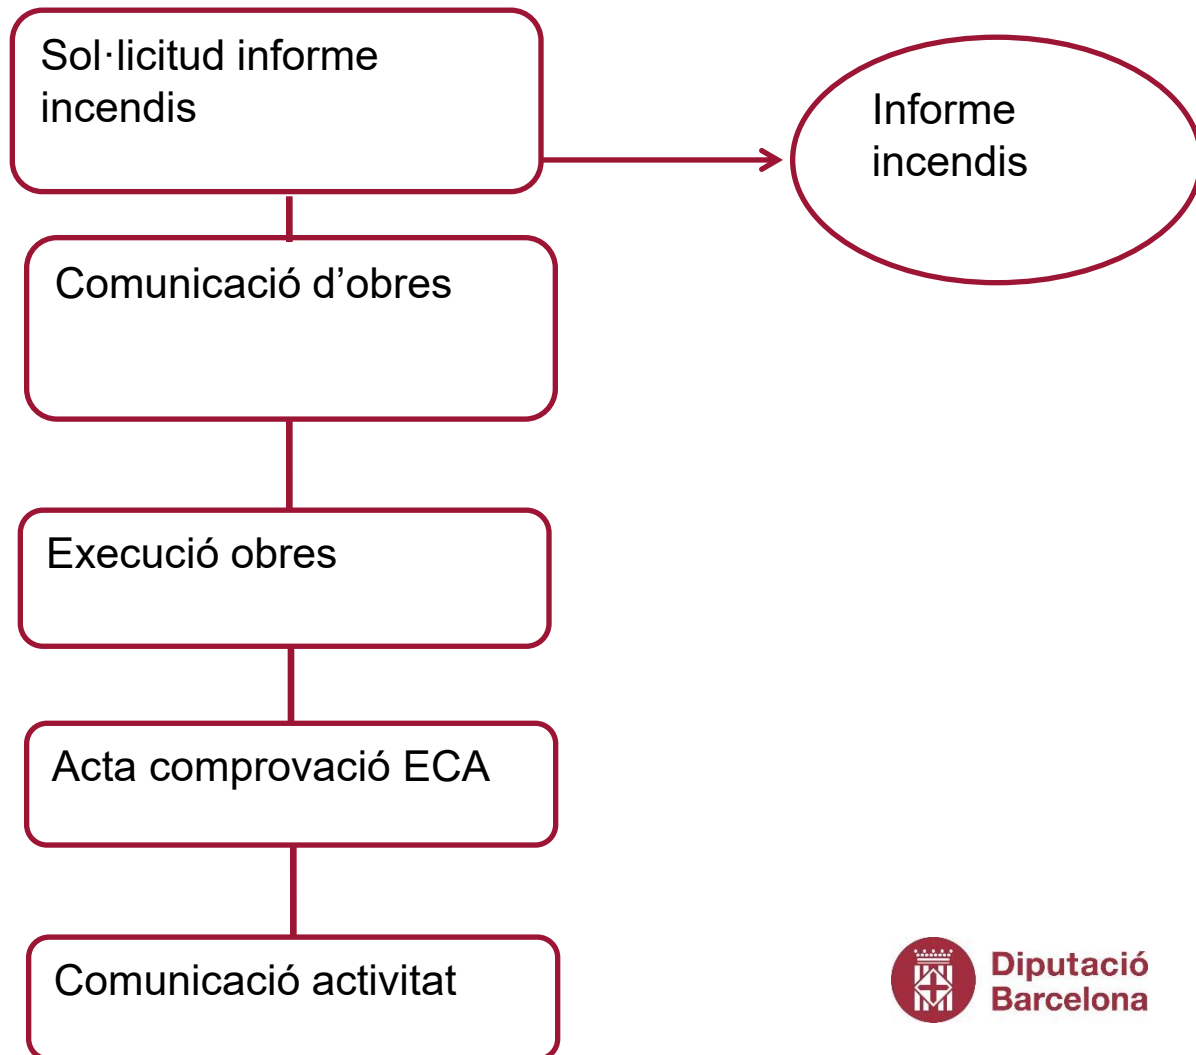 Sol·licitud informe
incendis
Informe
incendis
Comunicació d’obres
Execució obres
Acta comprovació ECA
Comunicació activitat
Diputació
Barcelona